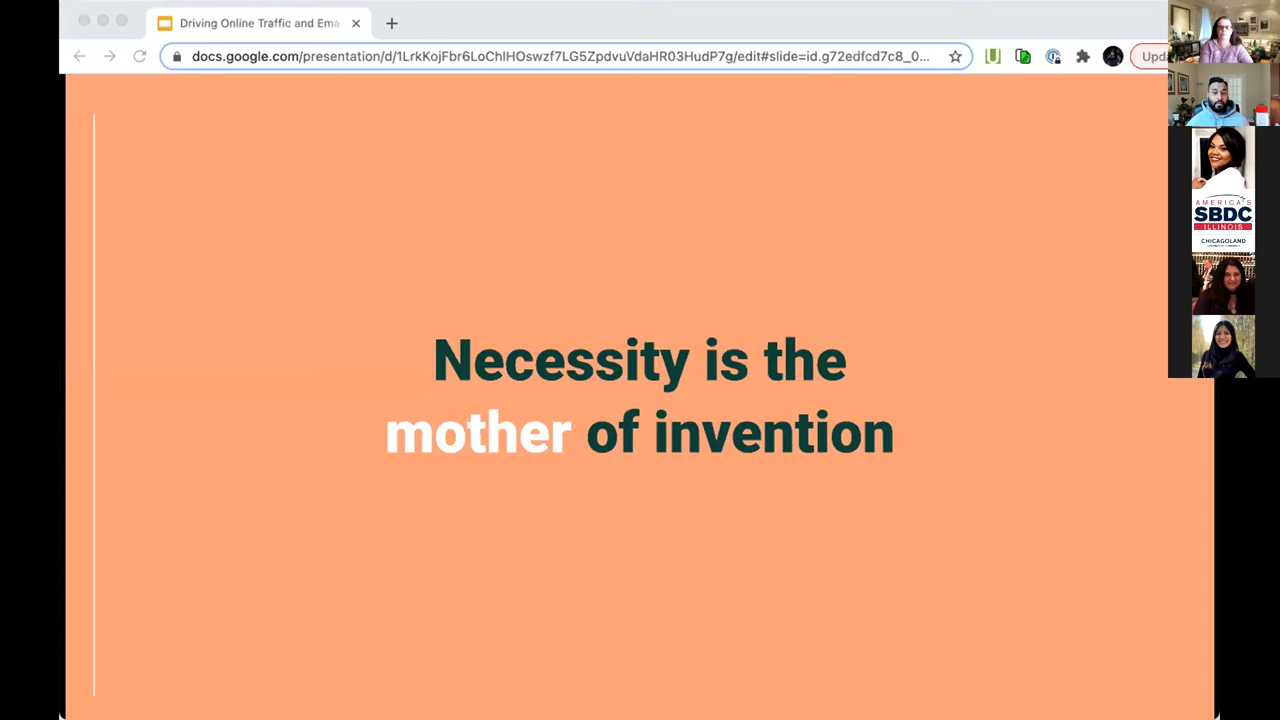 Driving Online Traffic and Ema
docs.google.com/presentation/d/1LrkKojFbr6LoChlHOswzf7LG5ZpdvuVdaHR03HudP7g/edit#slide=id.g72edfcd7c8_0...
Upd
AMERICA'S
SBDC
ILLINOIS
CHICAGOLAND
Necessity is the
mother of invention